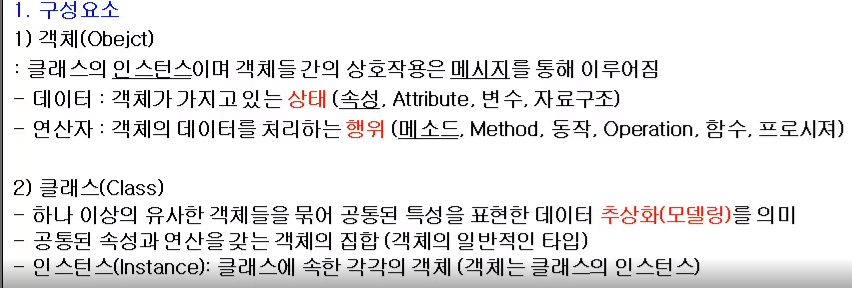 1. 구성요소
1) 객체(Obejct)
: 클래스의 인스턴스이며 객체들 간의 상호작용은 메시지를 통해 이루어짐
- 데이터 : 객체가 가지고 있는 상태 (속성, Attribute, 변수, 자료구조)
- 연산자 : 객체의 데이터를 처리하는 행위 (메소드, Method, 동작, Operation, 함수, 프로시저)
2) 클래스(Class)
- 하나 이상의 유사한 객체들을 묶어 공통된 특성을 표현한 데이터 추상화(모델링)를 의미
- 공통된 속성과 연산을 갖는 객체의 집합 (객체의 일반적인 타입)
- 인스턴스(Instance): 클래스에 속한 각각의 객체 (객체는 클래스의 인스턴스)